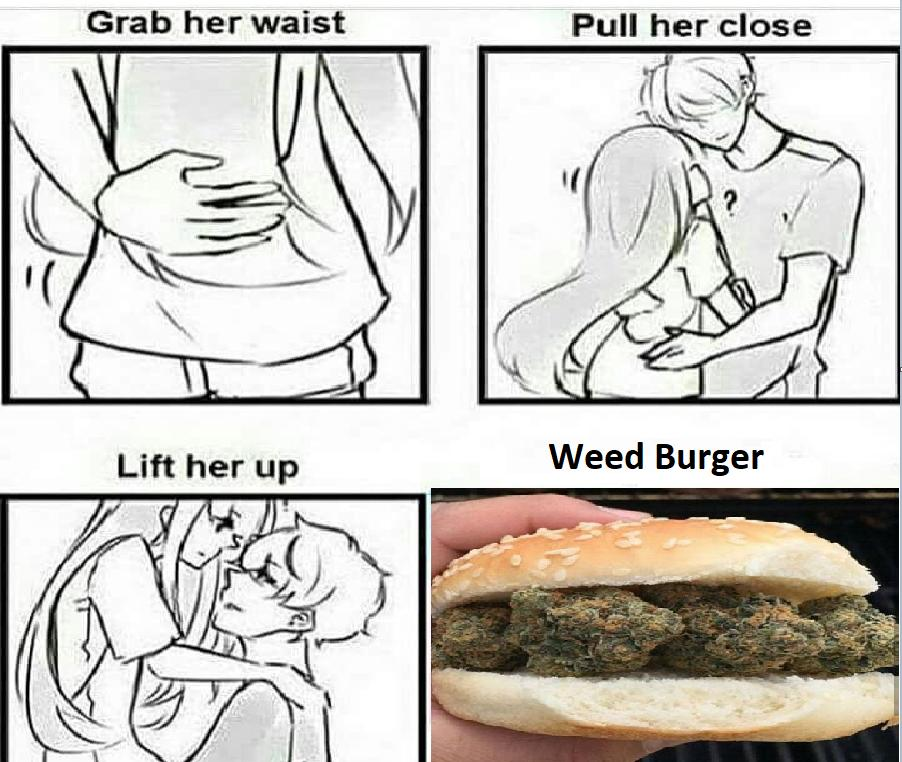 Grab her waist
Pull her close
?
Lift her up
Weed Burger